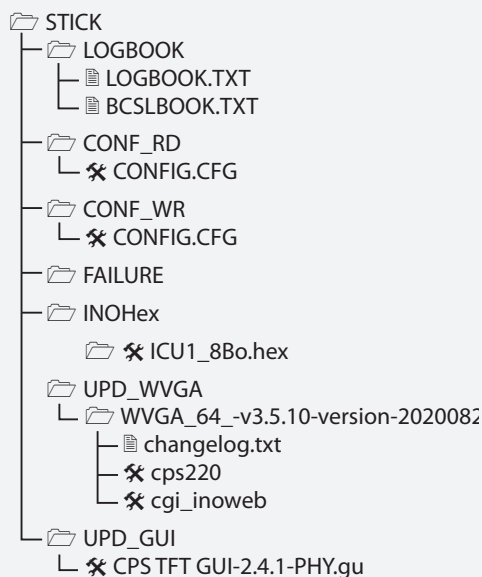 STICK
LOGBOOK
LOGBOOK.TXT
BCSLBOOK.TXT
CONF_RD
CONFIG.CFG
CONF_WR
CONFIG.CFG
FAILURE
INOHex
ICU1_8Bo.hex
UPD_WVGA
WVGA_64_-v3.5.10-version-2020082
changelog.txt
cps220
cgi_inoweb
UPD_GUI
CPS TFT GUI-2.4.1-PHY.gu